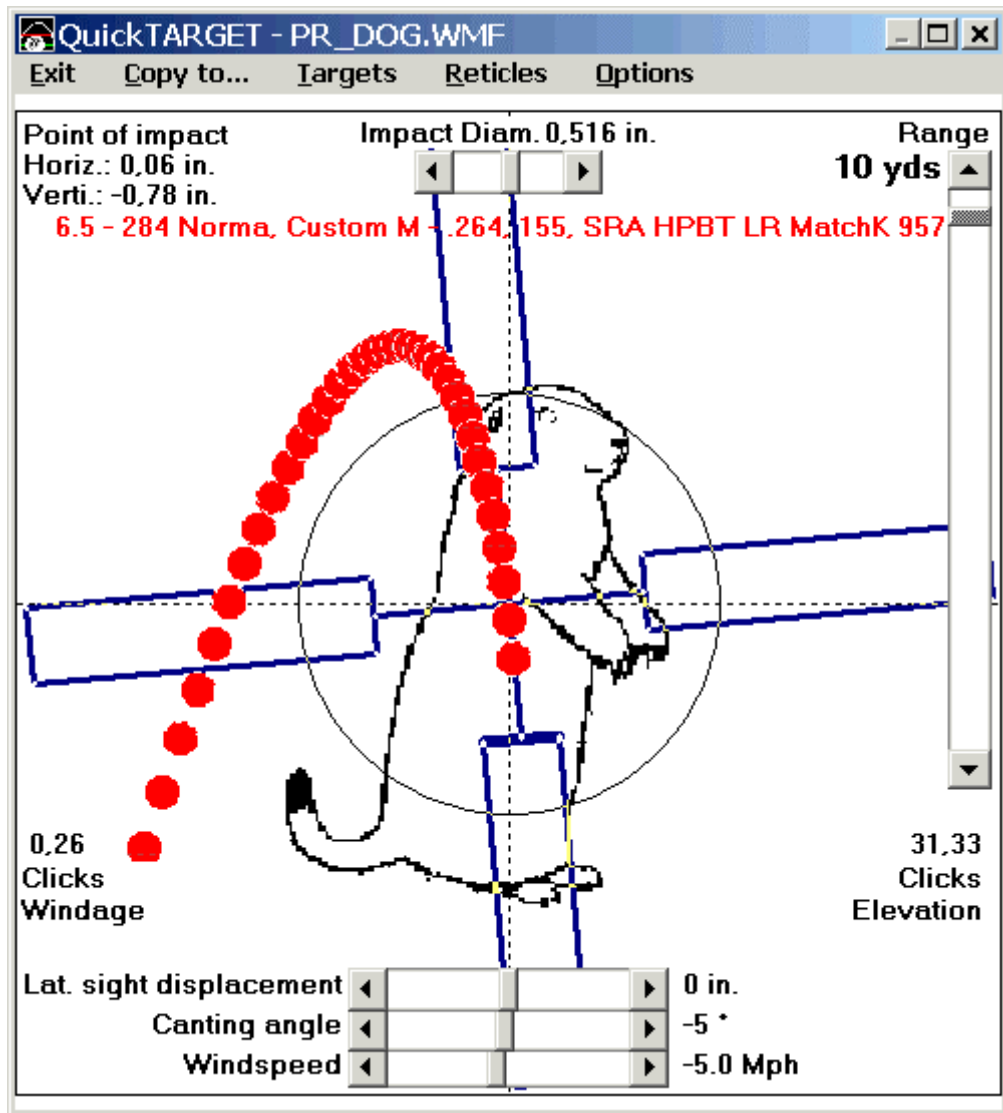 QuickTARGET - PR_DOG.WMF
Exit Copy to... Targets Reticles Options
Point of impact Impact Diam. 0,516 in. Range
Horiz.: 0,06 in. 10 yds
Verti.: -0,78 in.
6.5 - 284 Norma, Custom M - .264, 155, SRA HPBT LR MatchK 957
0,26 31,33
Clicks Clicks
Windage Elevation
Lat. sight displacement 0 in.
Canting angle -5 °
Windspeed -5.0 Mph